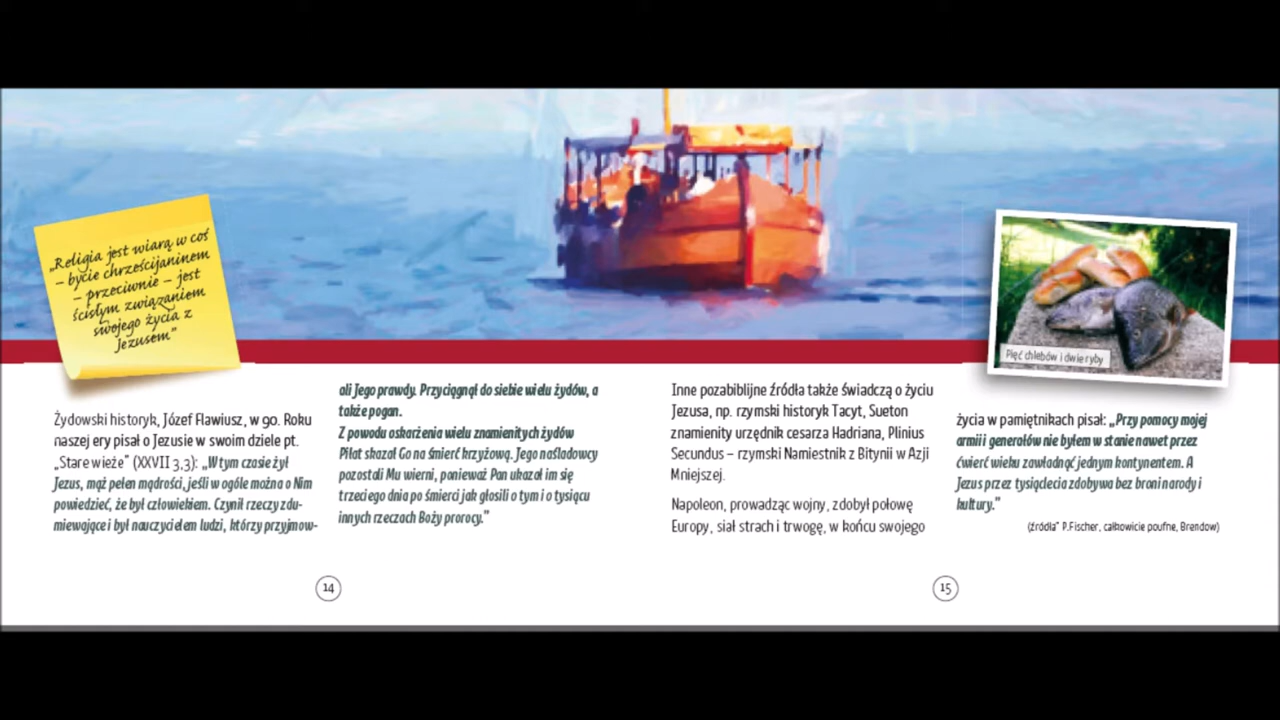 „Religia jest wiarą w coś
– bycie chrześcijaninem
– przeciwnie – jest
ścisłym związaniem
swojego życia z
Jezusem”
Żydowski historyk, Józef Flawiusz, w 90. Roku
naszej ery pisał o Jezusie w swoim dziele pt.
„Stare wieże” (XXVII 3,3): „W tym czasie żył
Jezus, mąż pełen mądrości, jeśli w ogóle można o Nim
powiedzieć, że był człowiekiem. Czynił rzeczy zdu-
miewające i był nauczycielem ludzi, którzy przyjmow-
ali Jego prawdy. Przyciągnął do siebie wielu żydów, a
także pogan.
Z powodu oskarżenia wielu znamienitych żydów
Piłat skazał Go na śmierć krzyżową. Jego naśladowcy
pozostali Mu wierni, ponieważ Pan ukazał im się
trzeciego dnia po śmierci jak głosili o tym i o tysiącu
innych rzeczach Boży prorocy.”
14
Inne pozabiblijne źródła także świadczą o życiu
Jezusa, np. rzymski historyk Tacyt, Sueton
znamienity urzędnik cesarza Hadriana, Plinius
Secundus – rzymski Namiestnik z Bitynii w Azji
Mniejszej.
Napoleon, prowadząc wojny, zdobył połowę
Europy, siał strach i trwogę, w końcu swojego
Pięć chlebów i dwie ryby
życia w pamiętnikach pisał: „Przy pomocy mojej
armii i generałów nie byłem w stanie nawet przez
ćwierć wieku zawładnąć jednym kontynentem. A
Jezus przez tysiąclecia zdobywa bez broni narody i
kultury.”
(źródła” P.Fischer, całkowicie poufne, Brendow)
15